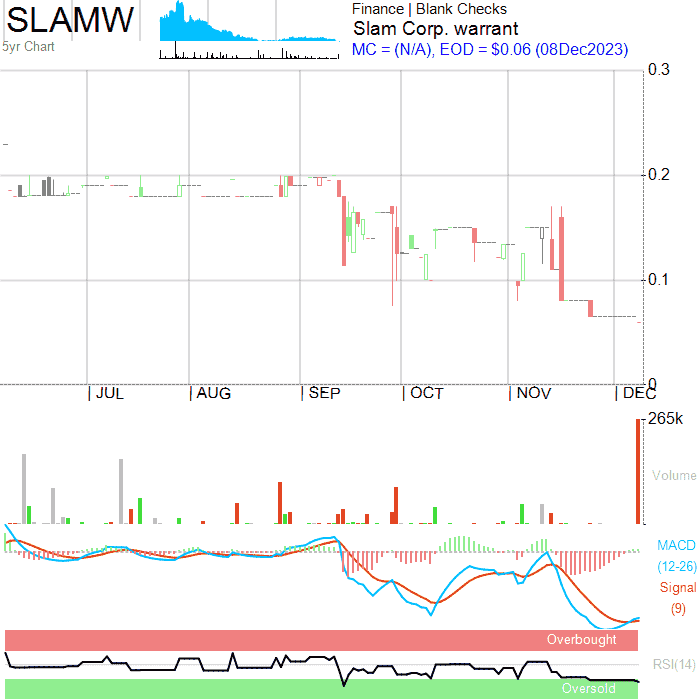 SLAMW
5yr Chart
Finance | Blank Checks
Slam Corp. warrant
MC = (N/A), EOD = $0.06 (08Dec2023)
0.3
0.2
0.1
0
JUL AUG SEP OCT NOV DEC
265k
Volume
MACD
(12-26)
Signal
(9)
Overbought
RSI(14)
Oversold